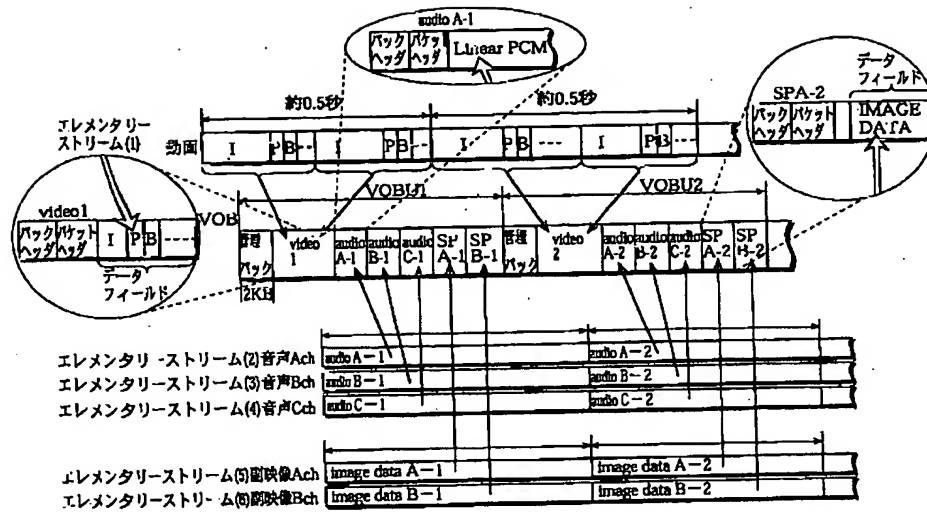 audio A-1
パック
ヘッダ
パケット
ヘッダ
Linear PCM
データ
フィールド
SPA-2
パック
ヘッダ
パケット
ヘッダ
IMAGE
DATA
約0.5秒
約0.5秒
エレメンタリー
ストリーム(1)
動画
I
P
B
I
P
B
I
P
B
I
P
B
VOBU1
VOBU2
video1
パック
ヘッダ
パケット
ヘッダ
I
P
B
データ
フィールド
VOB
管理
パック
video
1
audio
A-1
audio
B-1
audio
C-1
SP
A-1
SP
B-1
管理
パック
video
2
audio
A-2
audio
B-2
audio
C-2
SP
A-2
SP
B-2
2KB
エレメンタリーストリーム(2)音声Ach
audio A-1
audio A-2
エレメンタリーストリーム(3)音声Bch
audio B-1
audio B-2
エレメンタリーストリーム(4)音声Cch
audio C-1
audio C-2
エレメンタリーストリーム(5)副映像Ach
image data A-1
image data A-2
エレメンタリーストリーム(6)副映像Bch
image data B-1
image data B-2